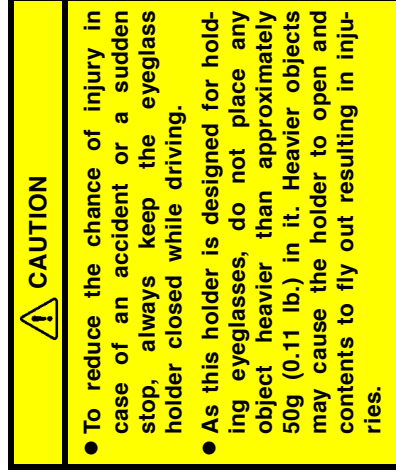 CAUTION
● To reduce the chance of injury in
case of an accident or a sudden
stop, always keep the eyeglass
holder closed while driving.
● As this holder is designed for hold-
ing eyeglasses, do not place any
object heavier than approximately
50g (0.11 lb.) in it. Heavier objects
may cause the holder to open and
contents to fly out resulting in inju-
ries.